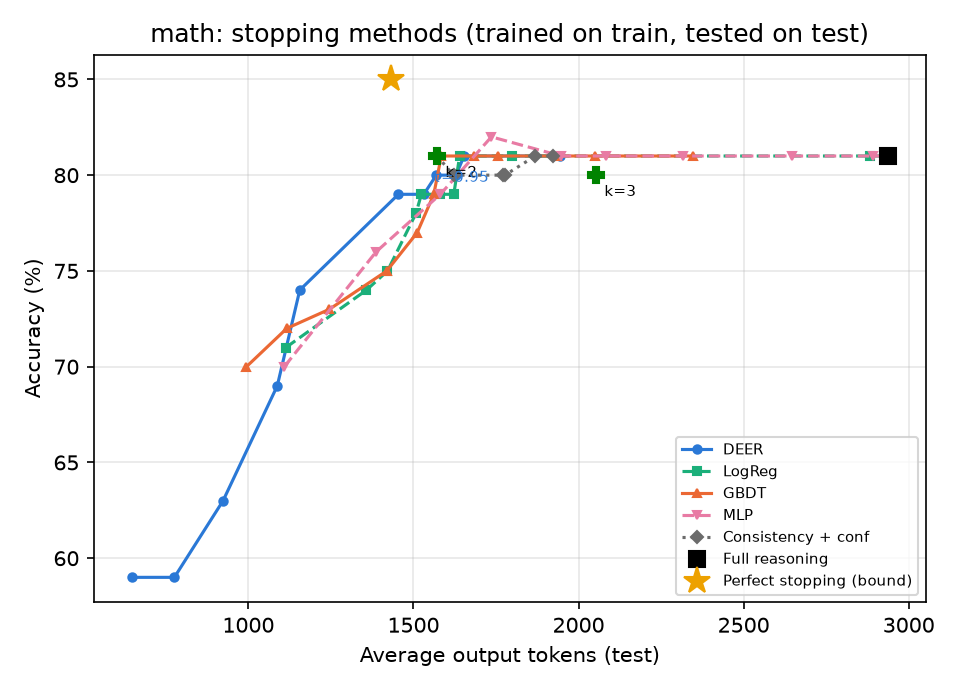 math: stopping methods (trained on train, tested on test)
Accuracy (%)
85
80
75
70
65
60
k=2
k=3
DEER
LogReg
GBDT
MLP
Consistency + conf
Full reasoning
Perfect stopping (bound)
1000
1500
2000
2500
3000
Average output tokens (test)